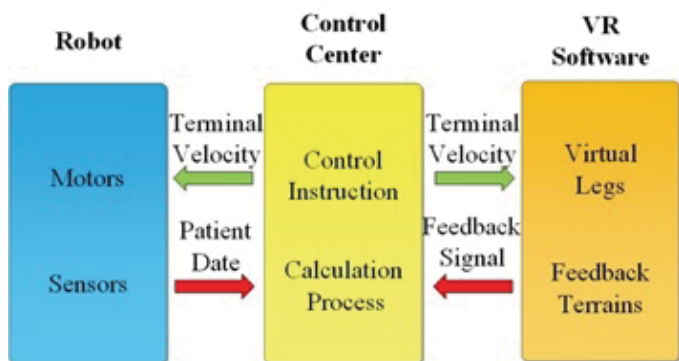 Robot
Control
Center
VR
Software
Terminal
Velocity
Terminal
Velocity
Motors
Control
Instruction
Virtual
Legs
Patient
Date
Feedback
Signal
Sensors
Calculation
Process
Feedback
Terrains